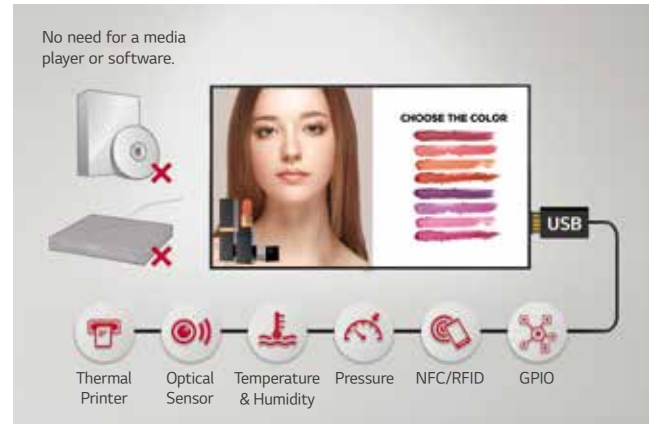 No need for a media
player or software.
CHOOSE THE COLOR
USB
Thermal
Printer
Optical
Sensor
Temperature
& Humidity
Pressure
NFC/RFID
GPIO